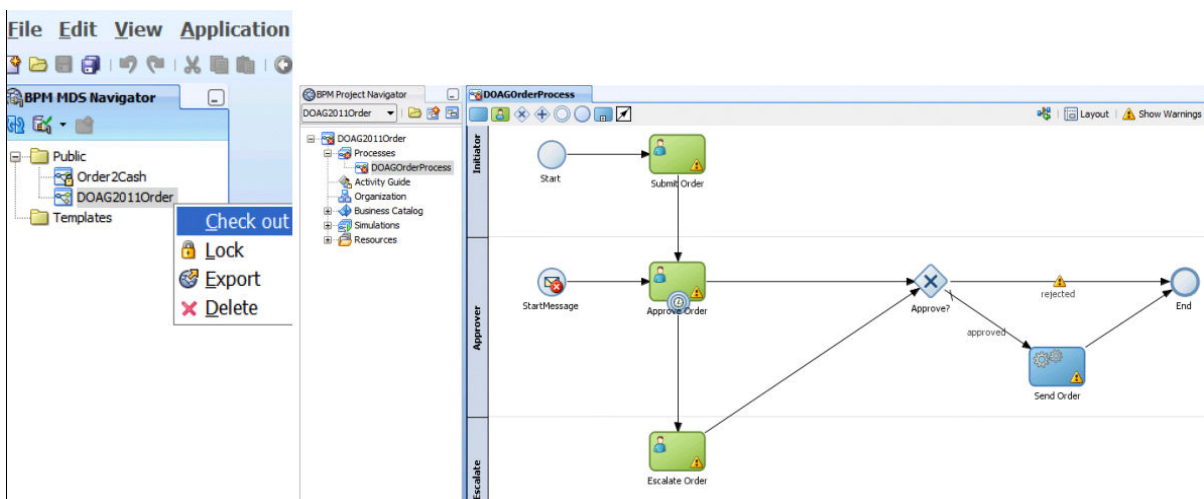 File Edit View Application
BPM MDS Navigator
Public
Order2Cash
DOAG2011Order
Templates
Check out
Lock
Export
Delete
BPM Project Navigator
DOAG2011Order
DOAG2011Order
Processes
DOAGOrderProcess
Activity Guide
Organization
Business Catalog
Simulations
Resources
DOAGOrderProcess
Layout
Show Warnings
Initiator
Start
Submit Order
Approver
StartMessage
Approve Order
Approve?
rejected
End
approved
Send Order
Escalate
Escalate Order